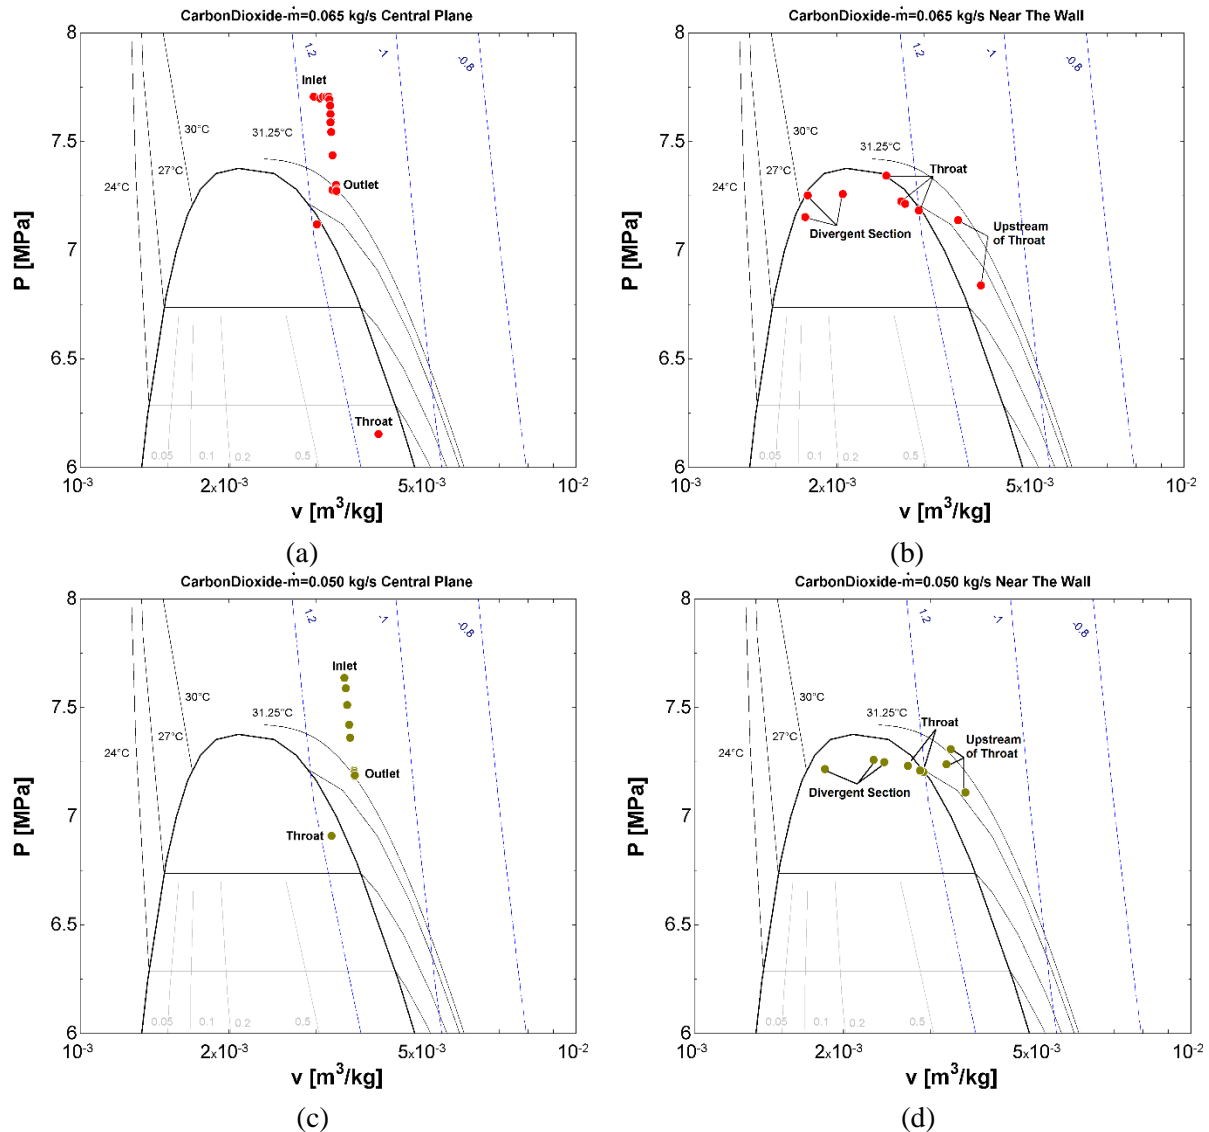 CarbonDioxide-ṁ=0.065 kg/s Central Plane
8
7.5
7
6.5
6
P [MPa]
1.2
-1
-0.8
Inlet
30°C
31.25°C
27°C
24°C
Outlet
Throat
0.05
0.1
0.2
0.5
10⁻³
2x10⁻³
5x10⁻³
10⁻²
v [m³/kg]
(a)
CarbonDioxide-ṁ=0.065 kg/s Near The Wall
8
7.5
7
6.5
6
P [MPa]
1.2
-1
-0.8
30°C
31.25°C
27°C
24°C
Throat
Divergent Section
Upstream
of Throat
0.05
0.1
0.2
0.5
10⁻³
2x10⁻³
5x10⁻³
10⁻²
v [m³/kg]
(b)
CarbonDioxide-ṁ=0.050 kg/s Central Plane
8
7.5
7
6.5
6
P [MPa]
1.2
-1
-0.8
Inlet
30°C
31.25°C
27°C
24°C
Outlet
Throat
0.05
0.1
0.2
0.5
10⁻³
2x10⁻³
5x10⁻³
10⁻²
v [m³/kg]
(c)
CarbonDioxide-ṁ=0.050 kg/s Near The Wall
8
7.5
7
6.5
6
P [MPa]
1.2
-1
-0.8
30°C
31.25°C
27°C
24°C
Throat
Upstream
of Throat
Divergent Section
0.05
0.1
0.2
0.5
10⁻³
2x10⁻³
5x10⁻³
10⁻²
v [m³/kg]
(d)